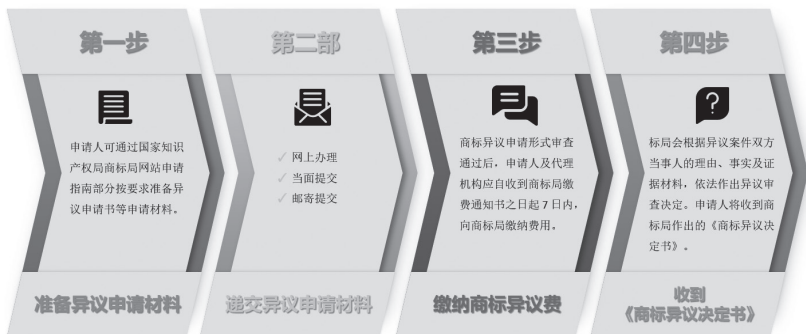 第一步
申请人可通过国家知识
产权局商标局网站申请
指南部分按要求准备异
议申请书等申请材料。
准备异议申请材料
第二部
✓ 网上办理
✓ 当面提交
✓ 邮寄提交
递交异议申请材料
第三步
商标异议申请形式审查
通过后，申请人及代理
机构应自收到商标局缴
费通知书之日起 7 日内，
向商标局缴纳费用。
缴纳商标异议费
第四步
标局会根据异议案件双方
当事人的理由、事实及证
据材料，依法作出异议审
查决定。申请人将收到商
标局作出的《商标异议决
定书》。
收到
《商标异议决定书》